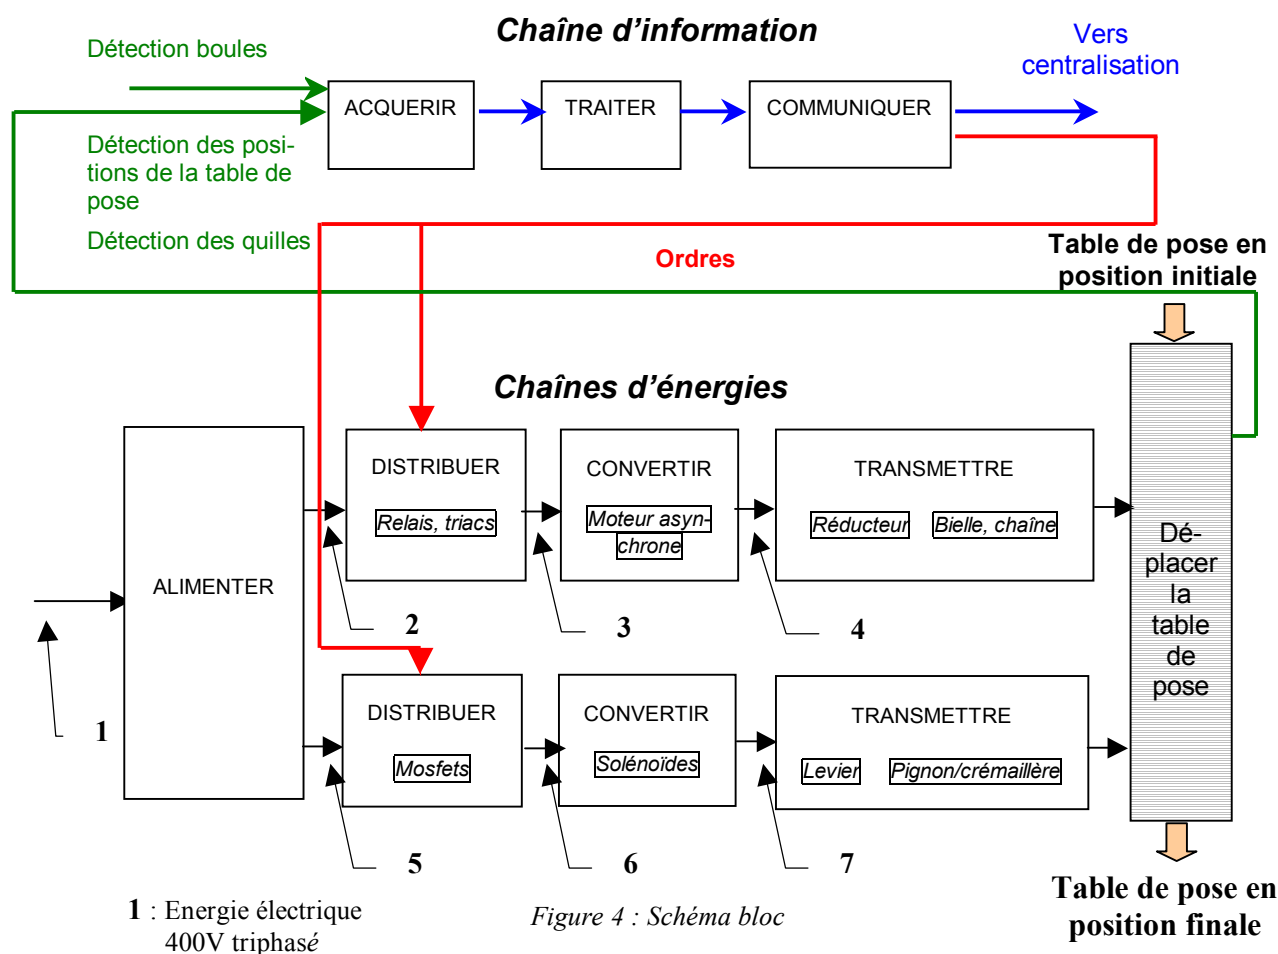 Chaîne d’information
Détection boules
Vers
centralisation
ACQUERIR
TRAITER
COMMUNIQUER
Détection des posi-
tions de la table de
pose
Détection des quilles
Ordres
Table de pose en
position initiale
Chaînes d’énergies
ALIMENTER
DISTRIBUER
Relais, triacs
CONVERTIR
Moteur asyn-
chrone
TRANSMETTRE
Réducteur
Bielle, chaîne
Dé-
placer
la
table
de
pose
1
2
3
4
DISTRIBUER
Mosfets
CONVERTIR
Solénoïdes
TRANSMETTRE
Levier
Pignon/crémaillère
5
6
7
Table de pose en
position finale
1 : Energie électrique
400V triphasé
Figure 4 : Schéma bloc